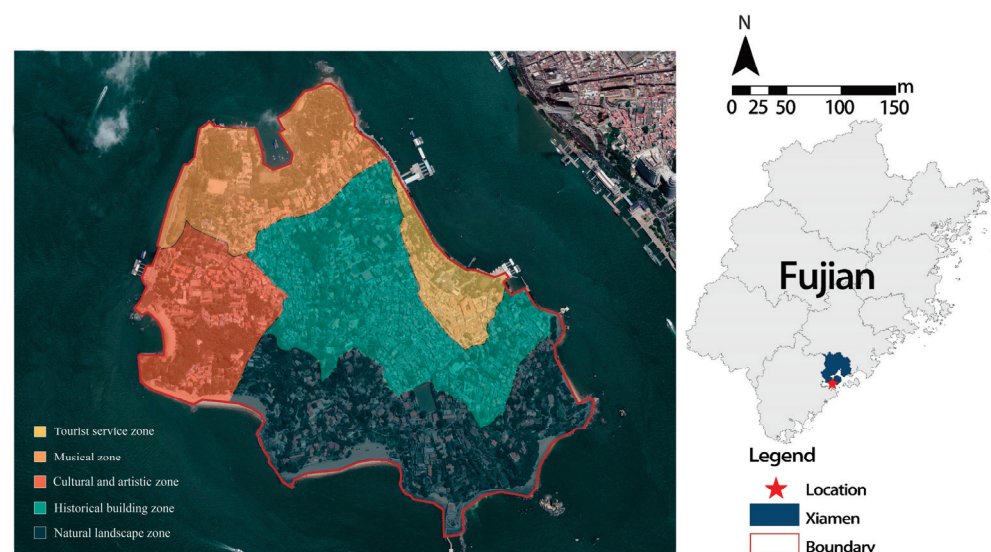 Tourist service zone
Musical zone
Cultural and artistic zone
Historical building zone
Natural landscape zone
N
m
0 25 50 100 150
Fujian
Legend
Location
Xiamen
Boundary